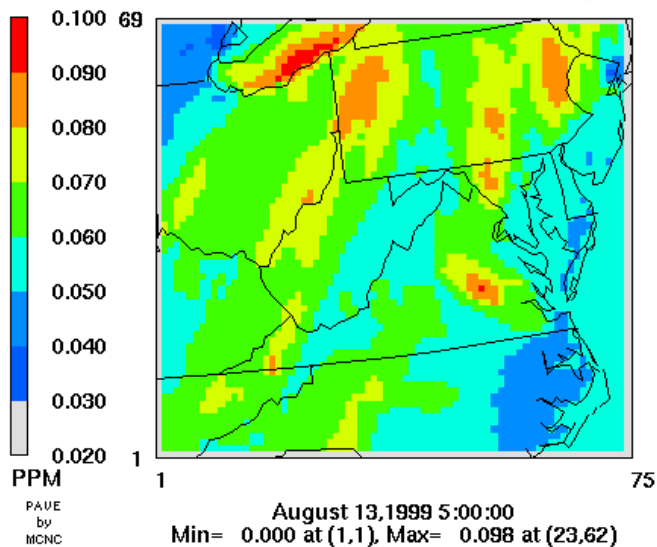 0.100
0.090
0.080
0.070
0.060
0.050
0.040
0.030
0.020
PPM
PAVE
by
MCNC
69
1
1 75
August 13,1999 5:00:00
Min= 0.000 at (1,1), Max= 0.098 at (23,62)